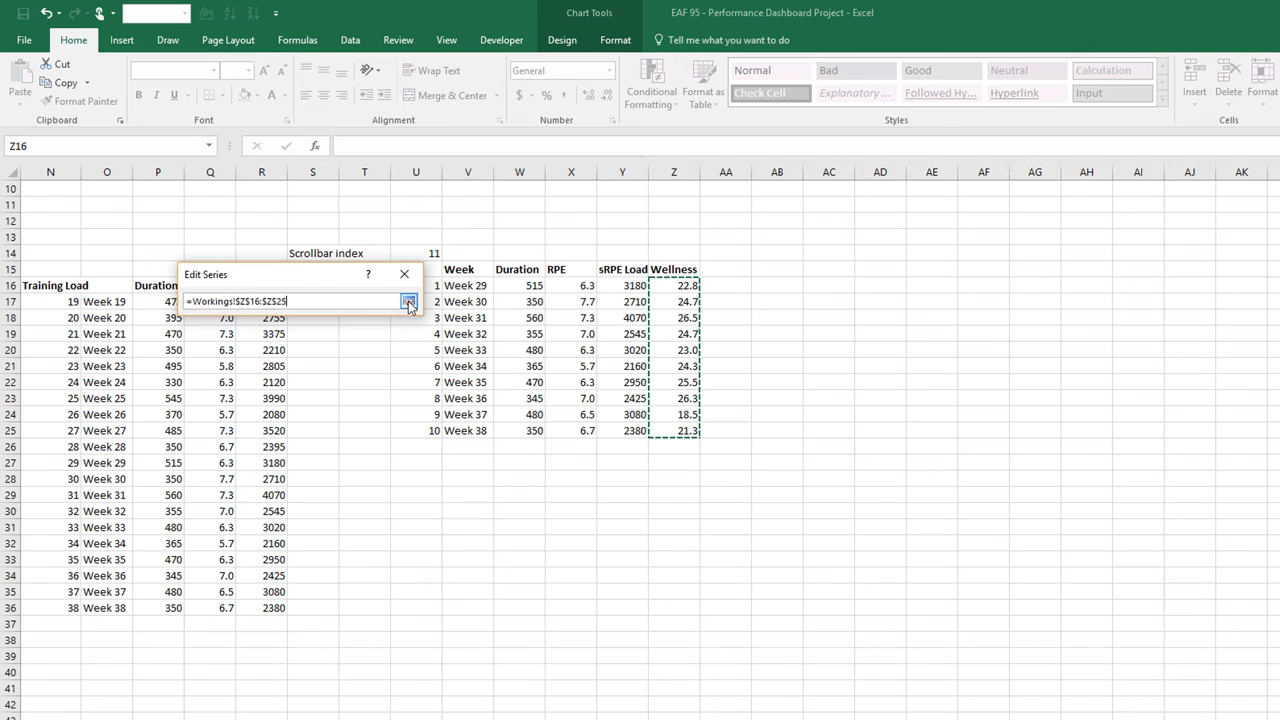 Chart Tools
EAF 95 - Performance Dashboard Project - Excel
File Home Insert Draw Page Layout Formulas Data Review View Developer Design Format Tell me what you want to do
Paste
Cut
Copy
Format Painter
Clipboard
B I U
Font
Wrap Text
Merge & Center
Alignment
General
$ % ,
Number
Conditional Formatting
Format as Table
Normal Bad Good Neutral Calculation
Check Cell Explanatory ... Followed Hy... Hyperlink Input
Styles
Insert Delete Format
Cells
Z16
fx
N O P Q R S T U V W X Y Z AA AB AC AD AE AF AG AH AI AJ AK
10
11
12
13
14 Scrollbar index 11
15 Week Duration RPE sRPE Load Wellness
Edit Series
?
=Workings!$Z$16:$Z$25
16 Training Load Duration 1 Week 29 515 6.3 3180 22.8
17 19 Week 19 47 2 Week 30 350 7.7 2710 24.7
18 20 Week 20 395 7.0 2755 3 Week 31 560 7.3 4070 26.5
19 21 Week 21 470 7.3 3375 4 Week 32 355 7.0 2545 24.7
20 22 Week 22 350 6.3 2210 5 Week 33 480 6.3 3020 23.0
21 23 Week 23 495 5.8 2805 6 Week 34 365 5.7 2160 24.3
22 24 Week 24 330 6.3 2120 7 Week 35 470 6.3 2950 25.5
23 25 Week 25 545 7.3 3990 8 Week 36 345 7.0 2425 26.3
24 26 Week 26 370 5.7 2080 9 Week 37 480 6.5 3080 18.5
25 27 Week 27 485 7.3 3520 10 Week 38 350 6.7 2380 21.3
26 28 Week 28 350 6.7 2395
27 29 Week 29 515 6.3 3180
28 30 Week 30 350 7.7 2710
29 31 Week 31 560 7.3 4070
30 32 Week 32 355 7.0 2545
31 33 Week 33 480 6.3 3020
32 34 Week 34 365 5.7 2160
33 35 Week 35 470 6.3 2950
34 36 Week 36 345 7.0 2425
35 37 Week 37 480 6.5 3080
36 38 Week 38 350 6.7 2380
37
38
39
40
41
42